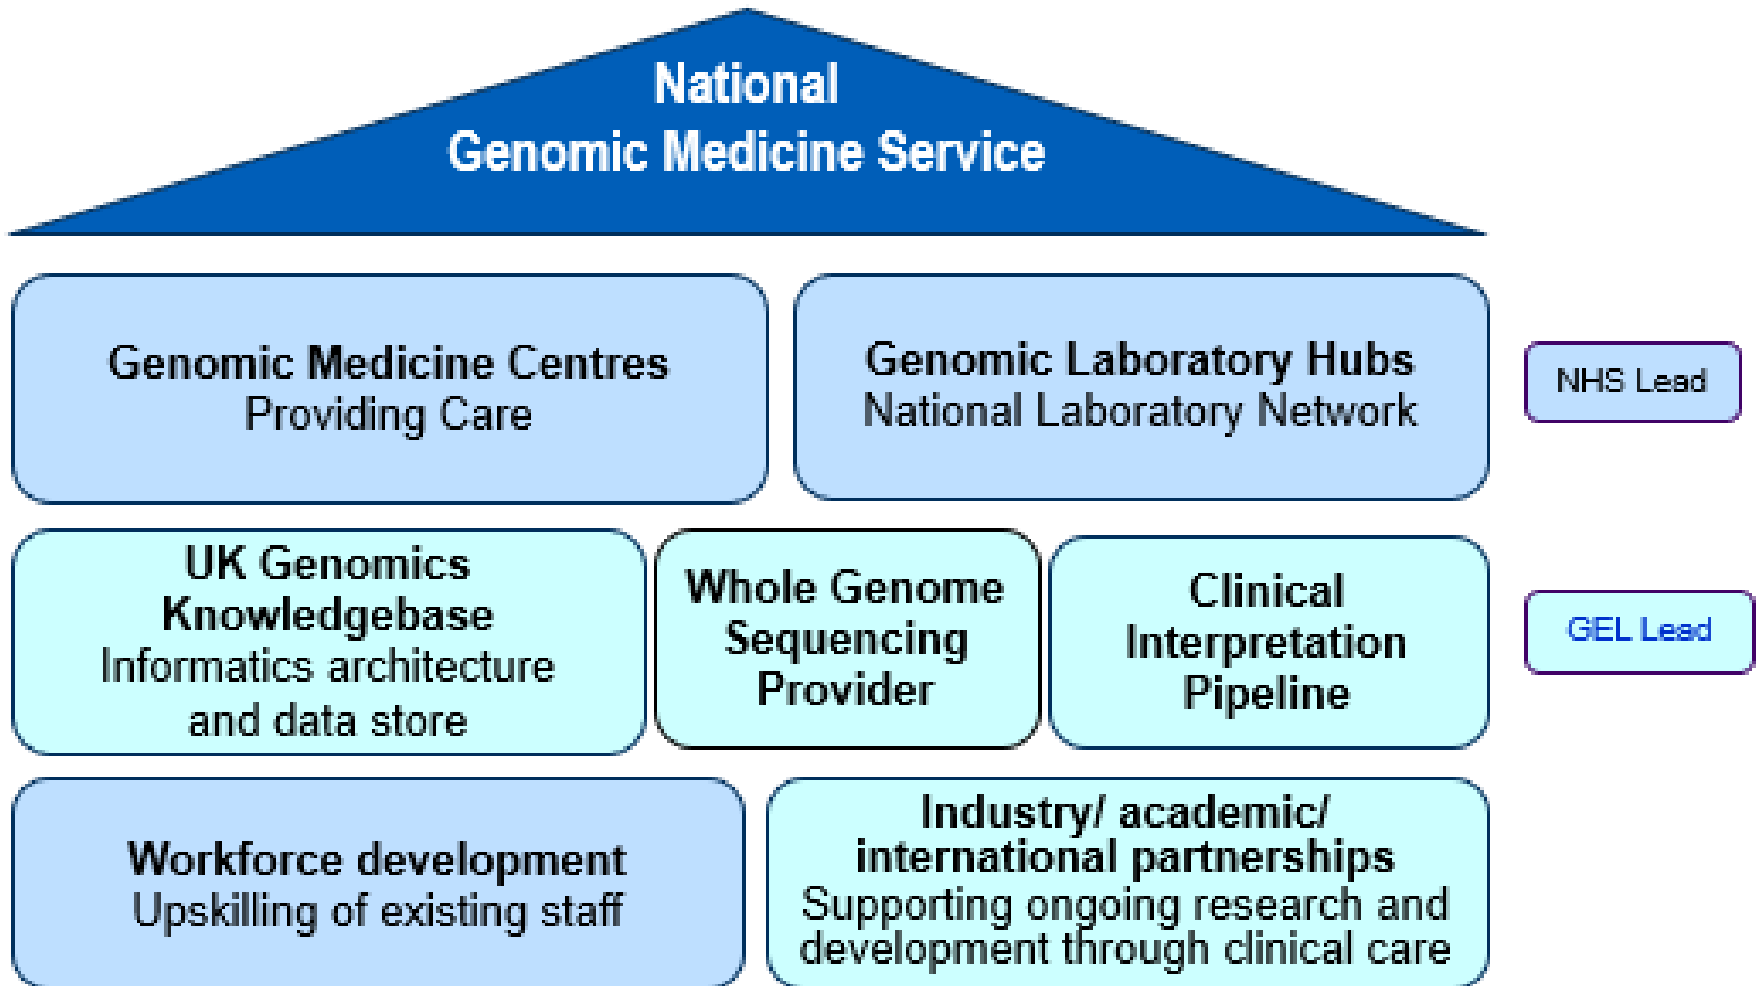 National
Genomic Medicine Service
Genomic Medicine Centres
Providing Care
Genomic Laboratory Hubs
National Laboratory Network
NHS Lead
UK Genomics
Knowledgebase
Informatics architecture
and data store
Whole Genome
Sequencing
Provider
Clinical
Interpretation
Pipeline
GEL Lead
Workforce development
Upskilling of existing staff
Industry/ academic/
international partnerships
Supporting ongoing research and
development through clinical care